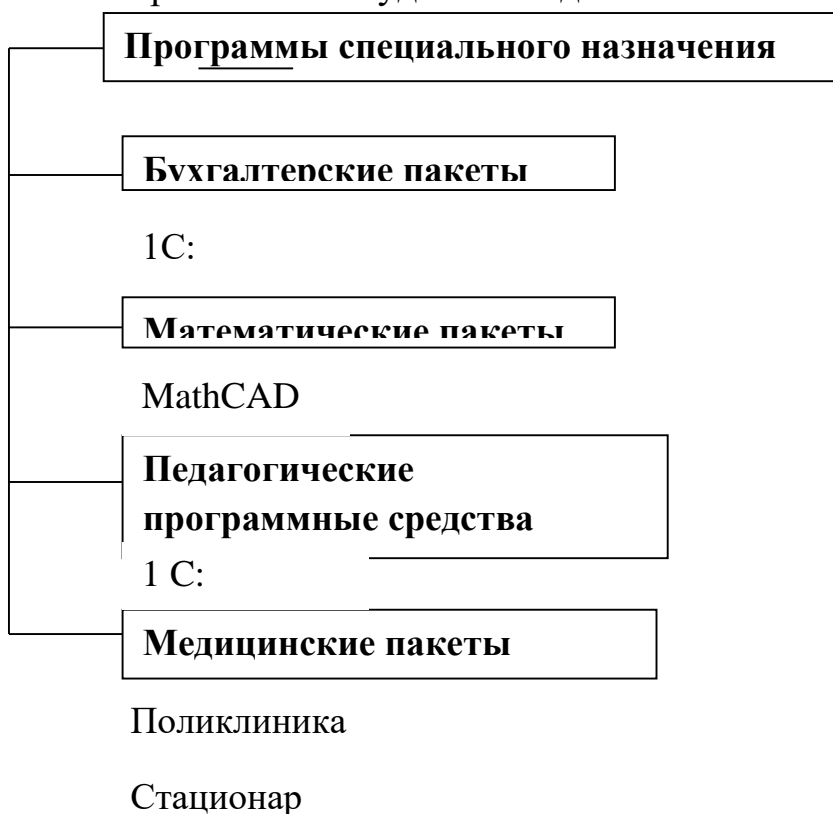 Программы специального назначения
Бухгалтерские пакеты
1С:
Математические пакеты
MathCAD
Педагогические
программные средства
1 С:
Медицинские пакеты
Поликлиника
Стационар